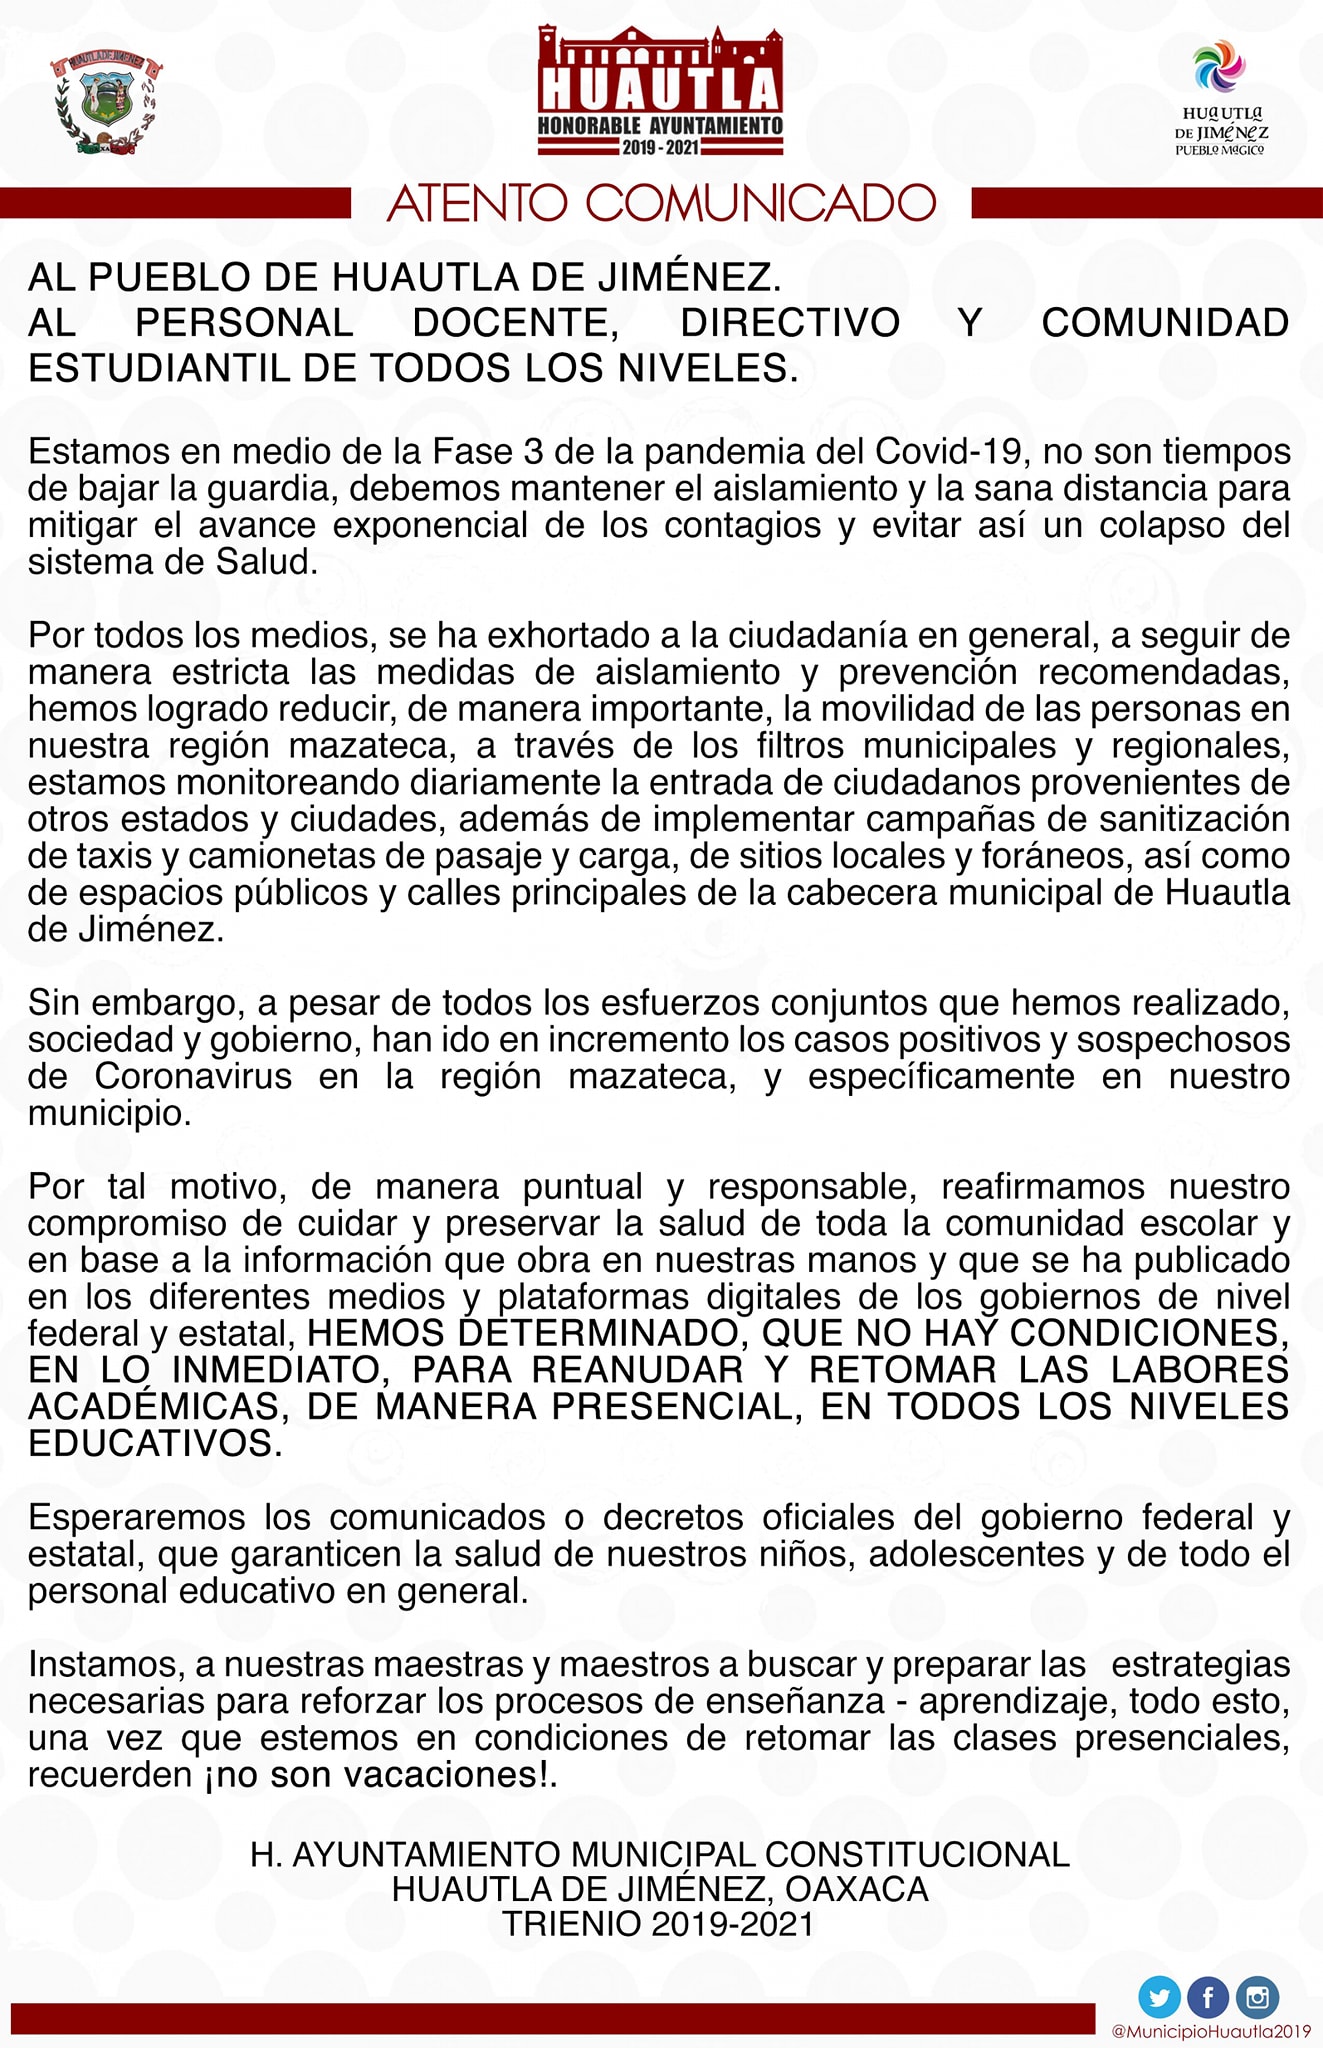 HUAUTLA DE JIMÉNEZ
OAXACA
HUAUTLA
HONORABLE AYUNTAMIENTO
2019 - 2021
HUAUTLA
DE JIMÉNEZ
PUEBLO MÁGICO
ATENTO COMUNICADO
AL PUEBLO DE HUAUTLA DE JIMÉNEZ.
AL PERSONAL DOCENTE, DIRECTIVO Y COMUNIDAD
ESTUDIANTIL DE TODOS LOS NIVELES.
Estamos en medio de la Fase 3 de la pandemia del Covid-19, no son tiempos
de bajar la guardia, debemos mantener el aislamiento y la sana distancia para
mitigar el avance exponencial de los contagios y evitar así un colapso del
sistema de Salud.
Por todos los medios, se ha exhortado a la ciudadanía en general, a seguir de
manera estricta las medidas de aislamiento y prevención recomendadas,
hemos logrado reducir, de manera importante, la movilidad de las personas en
nuestra región mazateca, a través de los filtros municipales y regionales,
estamos monitoreando diariamente la entrada de ciudadanos provenientes de
otros estados y ciudades, además de implementar campañas de sanitización
de taxis y camionetas de pasaje y carga, de sitios locales y foráneos, así como
de espacios públicos y calles principales de la cabecera municipal de Huautla
de Jiménez.
Sin embargo, a pesar de todos los esfuerzos conjuntos que hemos realizado,
sociedad y gobierno, han ido en incremento los casos positivos y sospechosos
de Coronavirus en la región mazateca, y específicamente en nuestro
municipio.
Por tal motivo, de manera puntual y responsable, reafirmamos nuestro
compromiso de cuidar y preservar la salud de toda la comunidad escolar y
en base a la información que obra en nuestras manos y que se ha publicado
en los diferentes medios y plataformas digitales de los gobiernos de nivel
federal y estatal, HEMOS DETERMINADO, QUE NO HAY CONDICIONES,
EN LO INMEDIATO, PARA REANUDAR Y RETOMAR LAS LABORES
ACADÉMICAS, DE MANERA PRESENCIAL, EN TODOS LOS NIVELES
EDUCATIVOS.
Esperaremos los comunicados o decretos oficiales del gobierno federal y
estatal, que garanticen la salud de nuestros niños, adolescentes y de todo el
personal educativo en general.
Instamos, a nuestras maestras y maestros a buscar y preparar las estrategias
necesarias para reforzar los procesos de enseñanza - aprendizaje, todo esto,
una vez que estemos en condiciones de retomar las clases presenciales,
recuerden ¡no son vacaciones!.
H. AYUNTAMIENTO MUNICIPAL CONSTITUCIONAL
HUAUTLA DE JIMÉNEZ, OAXACA
TRIENIO 2019-2021
@MunicipioHuautla2019